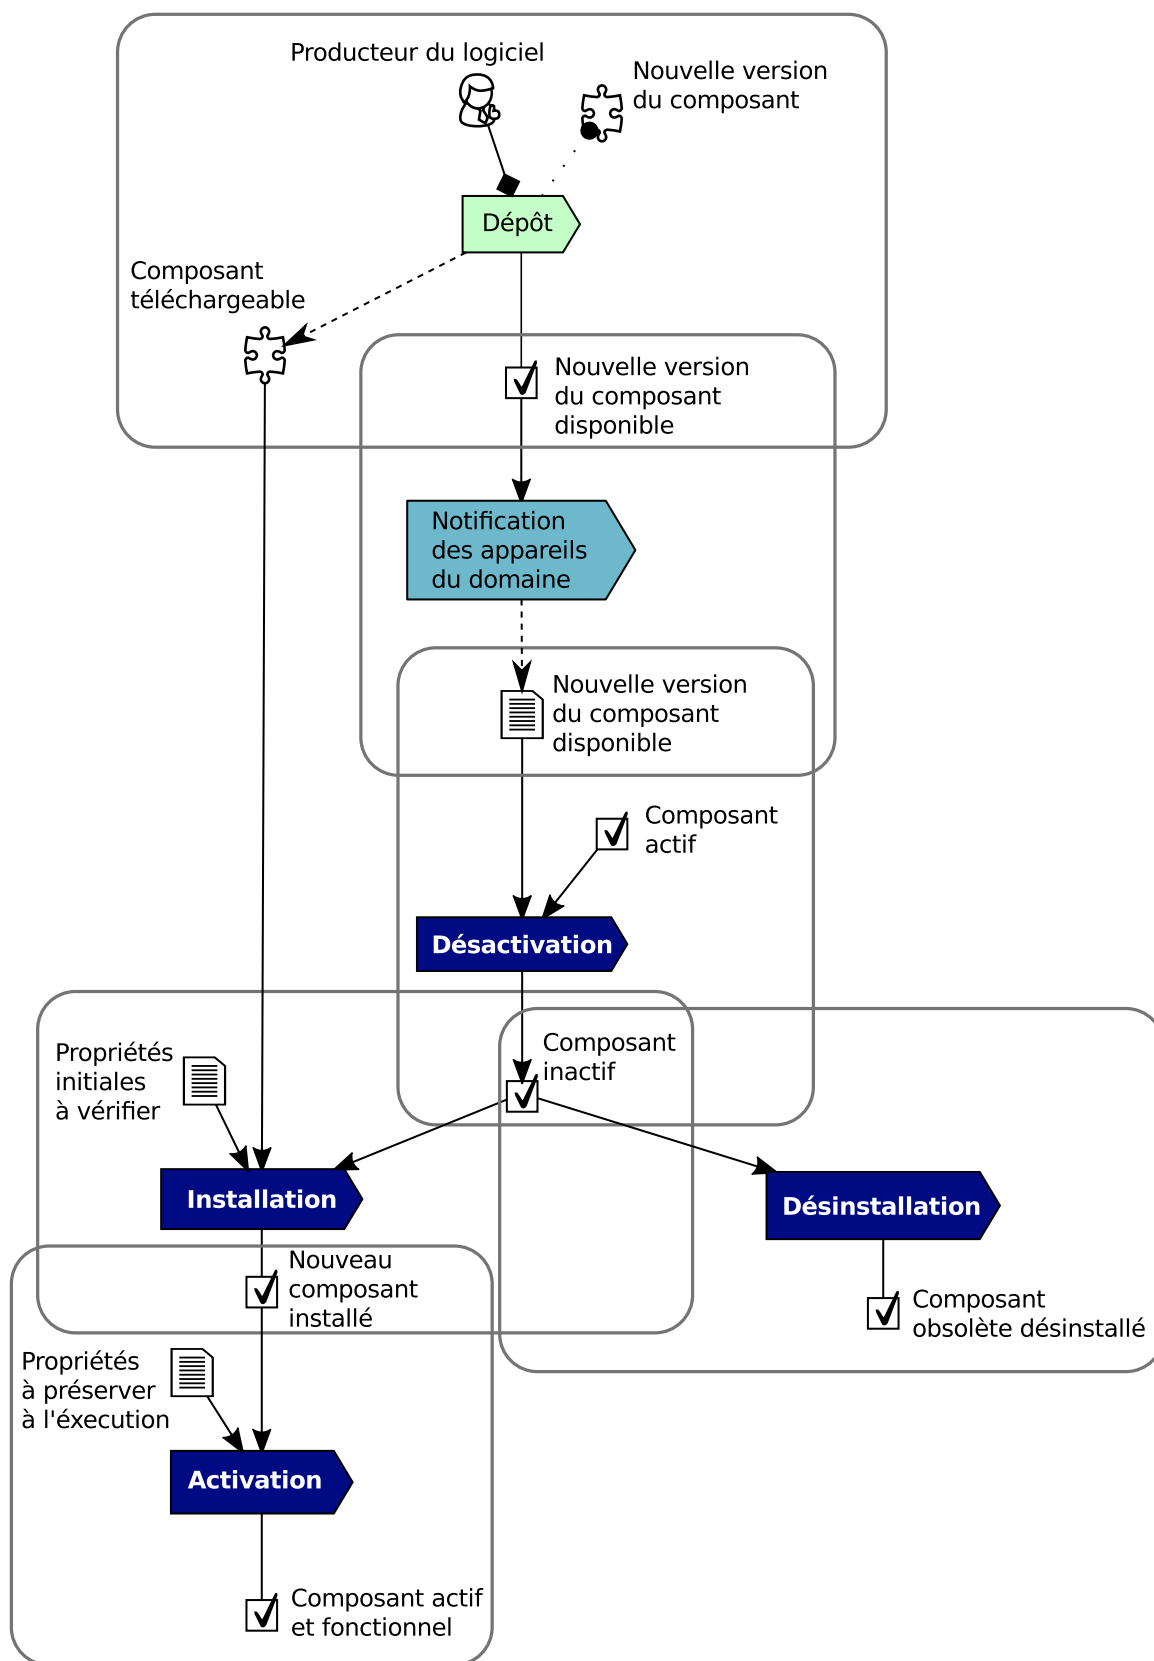 Producteur du logiciel
Nouvelle version
du composant
Dépôt
Composant
téléchargeable
Nouvelle version
du composant
disponible
Notification
des appareils
du domaine
Nouvelle version
du composant
disponible
Composant
actif
Désactivation
Composant
inactif
Propriétés
initiales
à vérifier
Installation
Désinstallation
Nouveau
composant
installé
Composant
obsolète désinstallé
Propriétés
à préserver
à l'éxecution
Activation
Composant actif
et fonctionnel